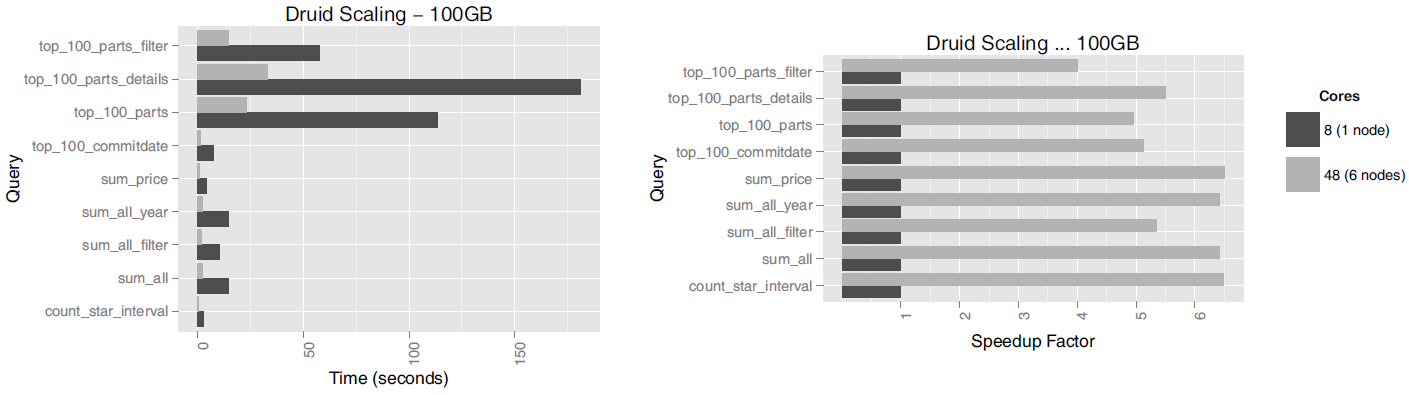 Druid Scaling – 100GB
top_100_parts_filter
top_100_parts_details
top_100_parts
top_100_commitdate
sum_price
sum_all_year
sum_all_filter
sum_all
count_star_interval
Query
0
50
100
150
Time (seconds)
Druid Scaling ... 100GB
top_100_parts_filter
top_100_parts_details
top_100_parts
top_100_commitdate
sum_price
sum_all_year
sum_all_filter
sum_all
count_star_interval
Query
1
2
3
4
5
6
Speedup Factor
Cores
8 (1 node)
48 (6 nodes)